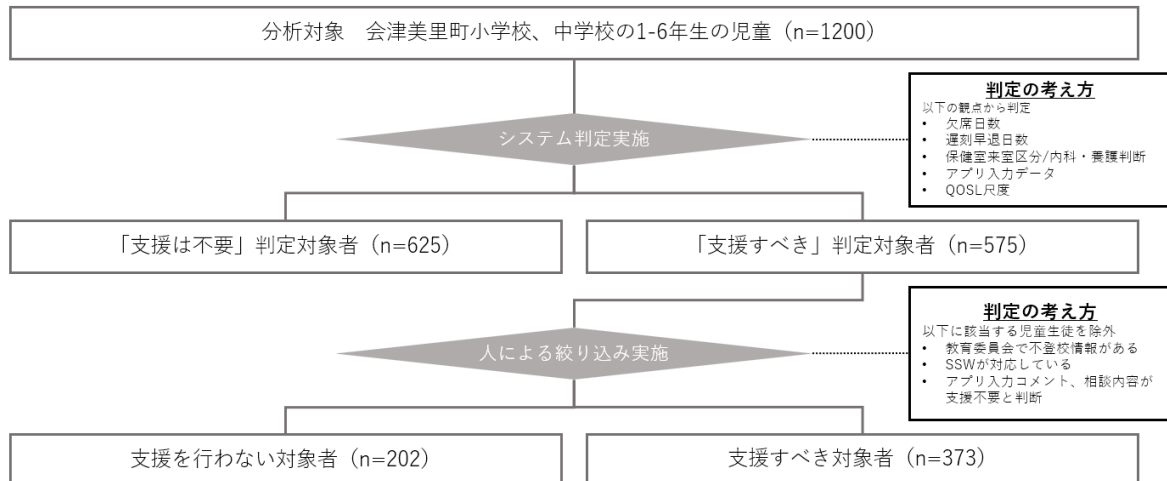 分析対象　会津美里町小学校、中学校の1-6年生の児童（n=1200）
システム判定実施
判定の考え方
以下の観点から判定
• 欠席日数
• 遅刻早退日数
• 保健室来室区分/内科・養護判断
• アプリ入力データ
• QOSL尺度
「支援は不要」判定対象者（n=625）
「支援すべき」判定対象者（n=575）
人による絞り込み実施
判定の考え方
以下に該当する児童生徒を除外
• 教育委員会で不登校情報がある
• SSWが対応している
• アプリ入力コメント、相談内容が
支援不要と判断
支援を行わない対象者（n=202）
支援すべき対象者（n=373）